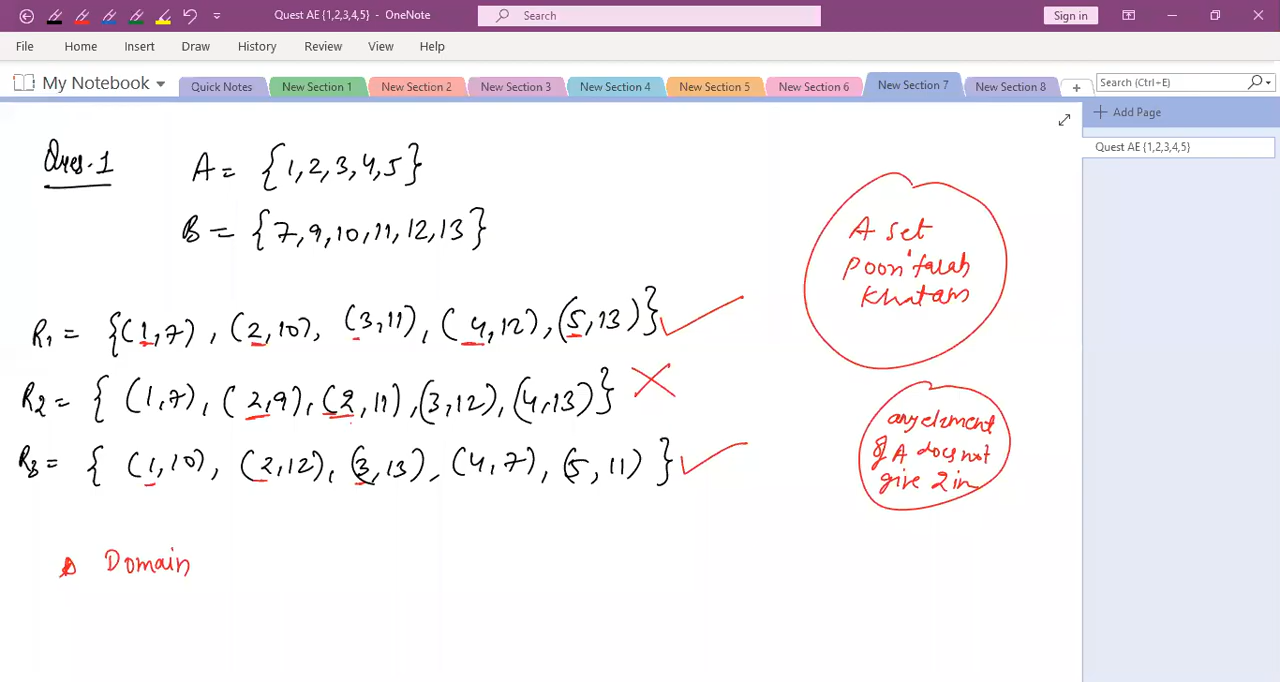 Quest AE {1,2,3,4,5} - OneNote
Search
Sign in
File Home Insert Draw History Review View Help
My Notebook
Quick Notes New Section 1 New Section 2 New Section 3 New Section 4 New Section 5 New Section 6 New Section 7 New Section 8 +
Search (Ctrl+E)
Add Page
Quest AE {1,2,3,4,5}
Ques.1
A = {1,2,3,4,5}
B = {7,9,10,11,12,13}
R1 = {(1,7), (2,10), (3,11), (4,12), (5,13)}
R2 = {(1,7), (2,9), (2,11), (3,12), (4,13)}
R3 = {(1,10), (2,12), (3,13), (4,7), (5,11)}
Domain
A set
Poori talah
Khatam
any element
of A does not
give 2 im